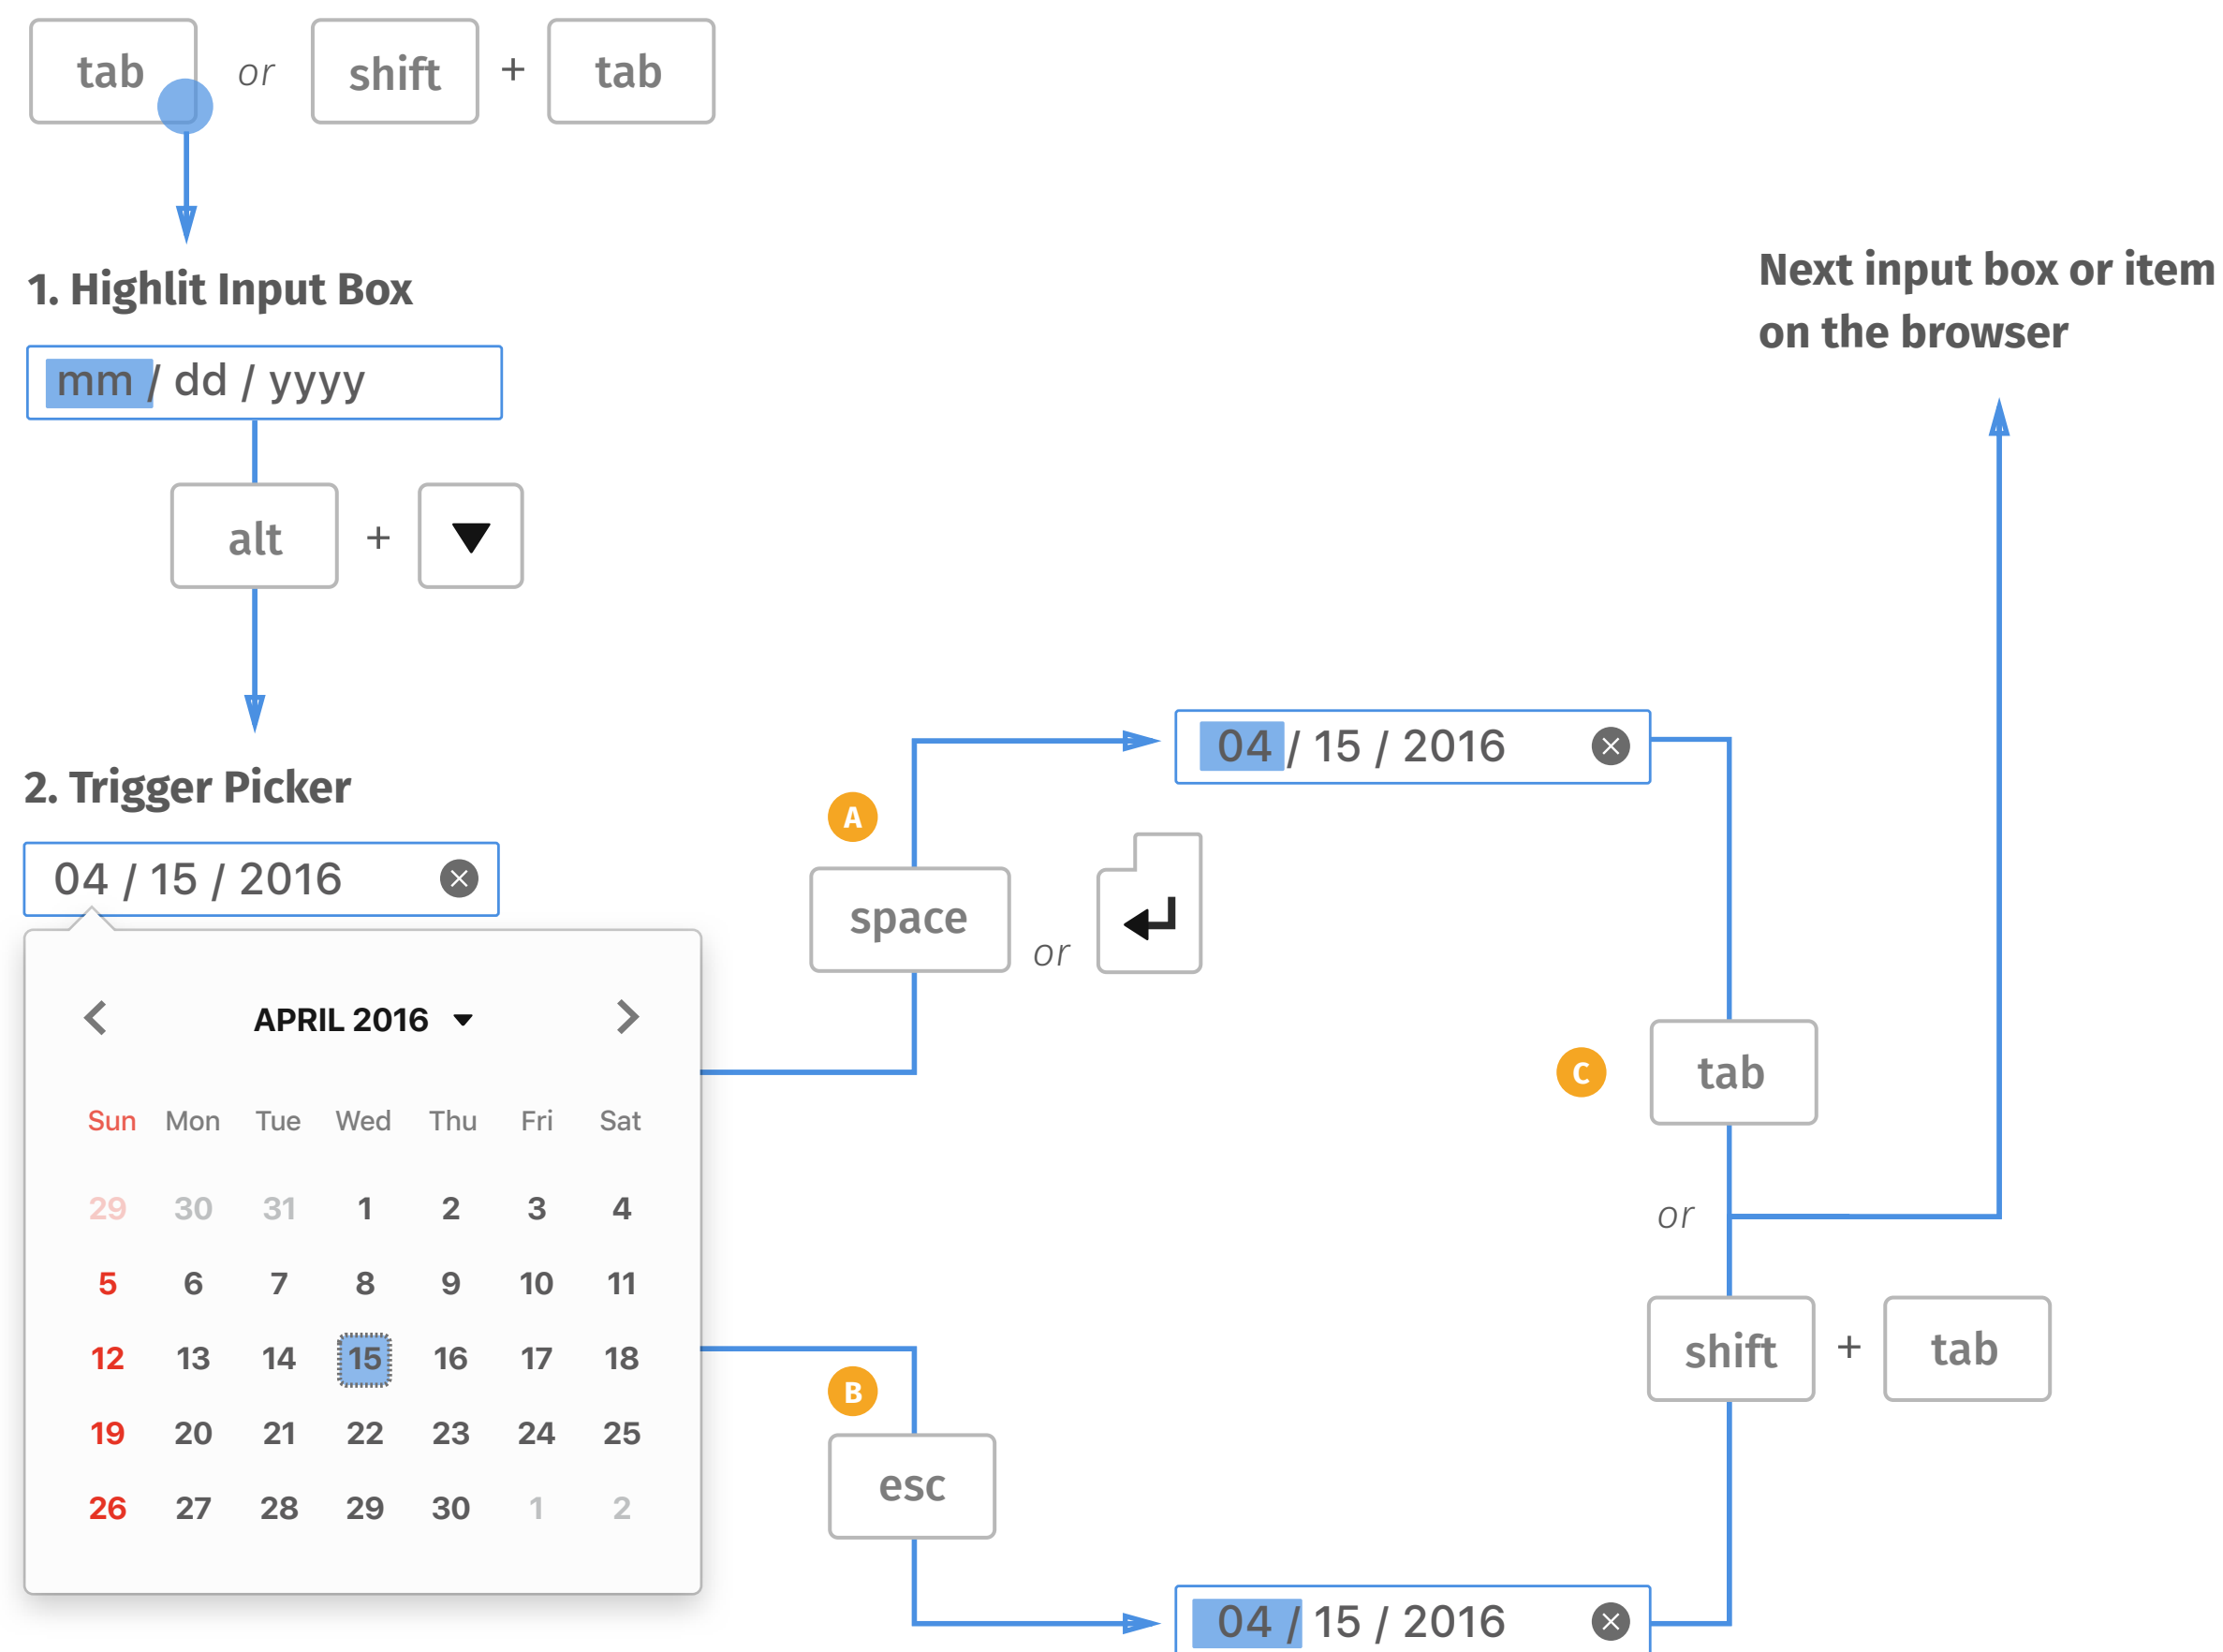 tab or shift + tab
1. Highlit Input Box
mm / dd / yyyy
alt +
Next input box or item
on the browser
2. Trigger Picker
04 / 15 / 2016
APRIL 2016
Sun Mon Tue Wed Thu Fri Sat
29 30 31 1 2 3 4
5 6 7 8 9 10 11
12 13 14 15 16 17 18
19 20 21 22 23 24 25
26 27 28 29 30 1 2
A
space or
04 / 15 / 2016
B
esc
04 / 15 / 2016
C
tab
or
shift + tab